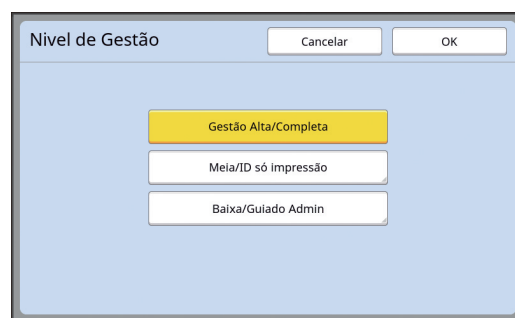 Nivel de Gestão
Cancelar
OK
Gestão Alta/Completa
Meia/ID só impressão
Baixa/Guiado Admin